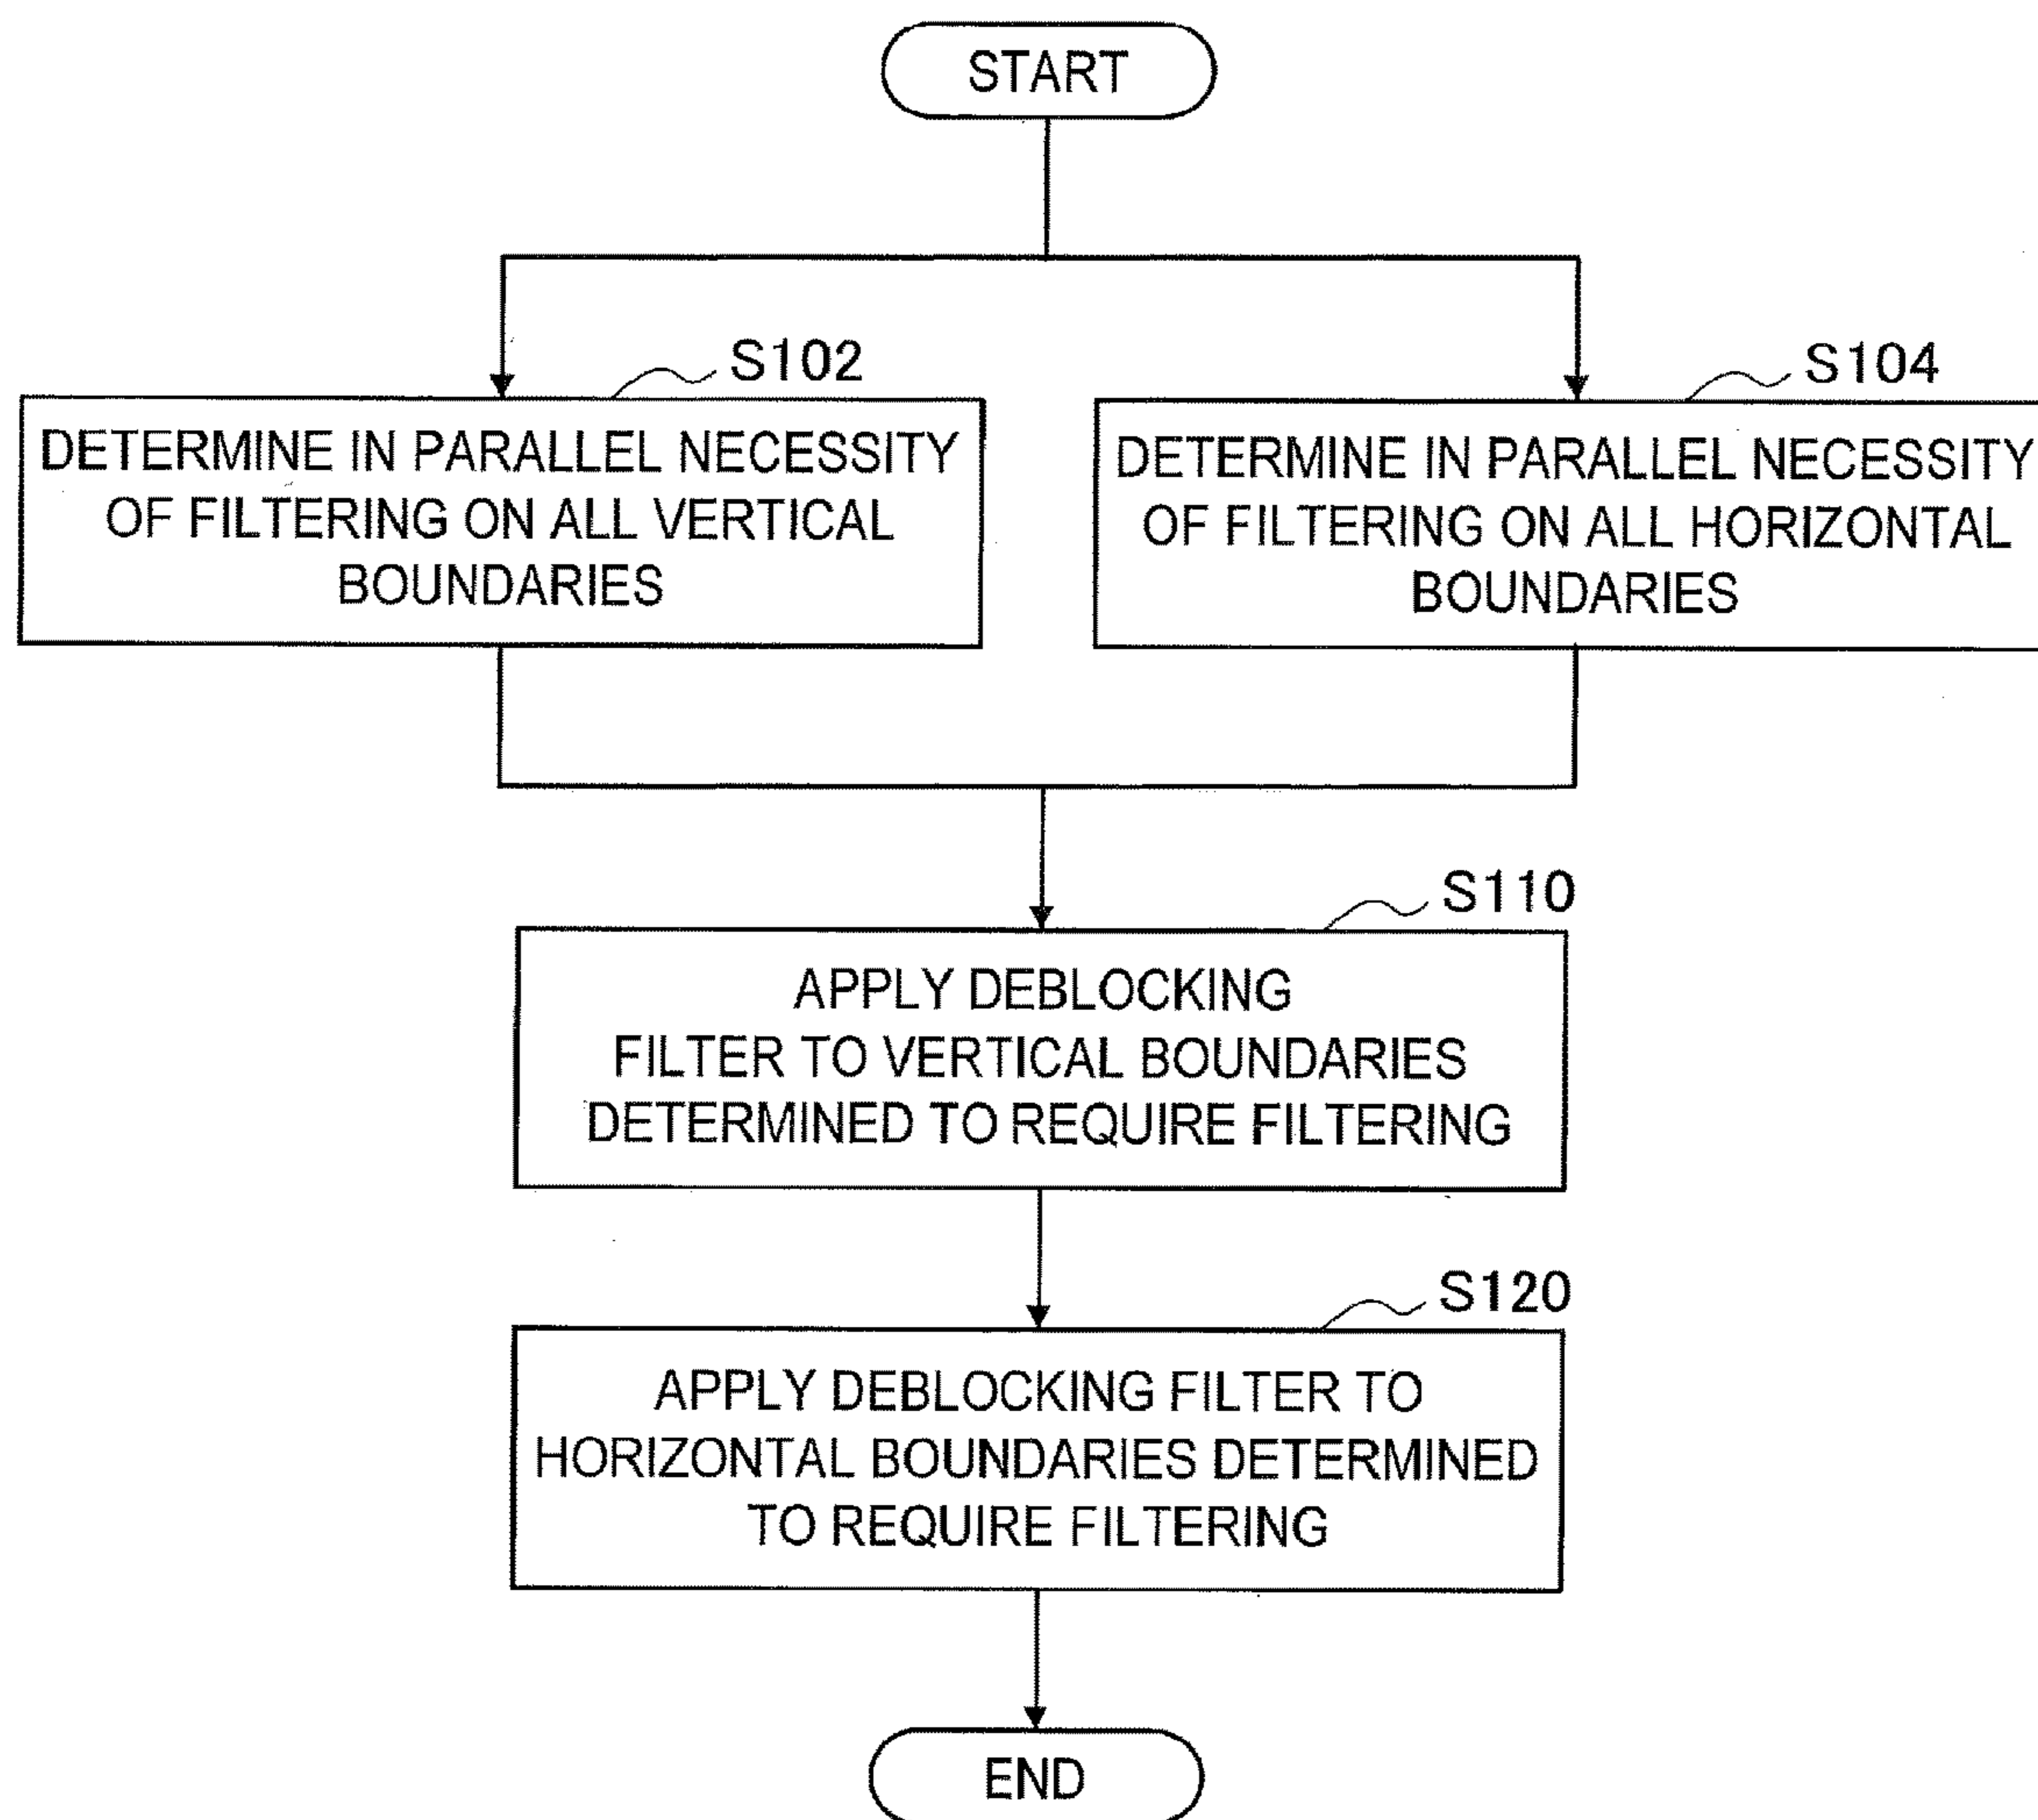 START
S102
DETERMINE IN PARALLEL NECESSITY
OF FILTERING ON ALL VERTICAL
BOUNDARIES
S104
DETERMINE IN PARALLEL NECESSITY
OF FILTERING ON ALL HORIZONTAL
BOUNDARIES
S110
APPLY DEBLOCKING
FILTER TO VERTICAL BOUNDARIES
DETERMINED TO REQUIRE FILTERING
S120
APPLY DEBLOCKING FILTER TO
HORIZONTAL BOUNDARIES DETERMINED
TO REQUIRE FILTERING
END